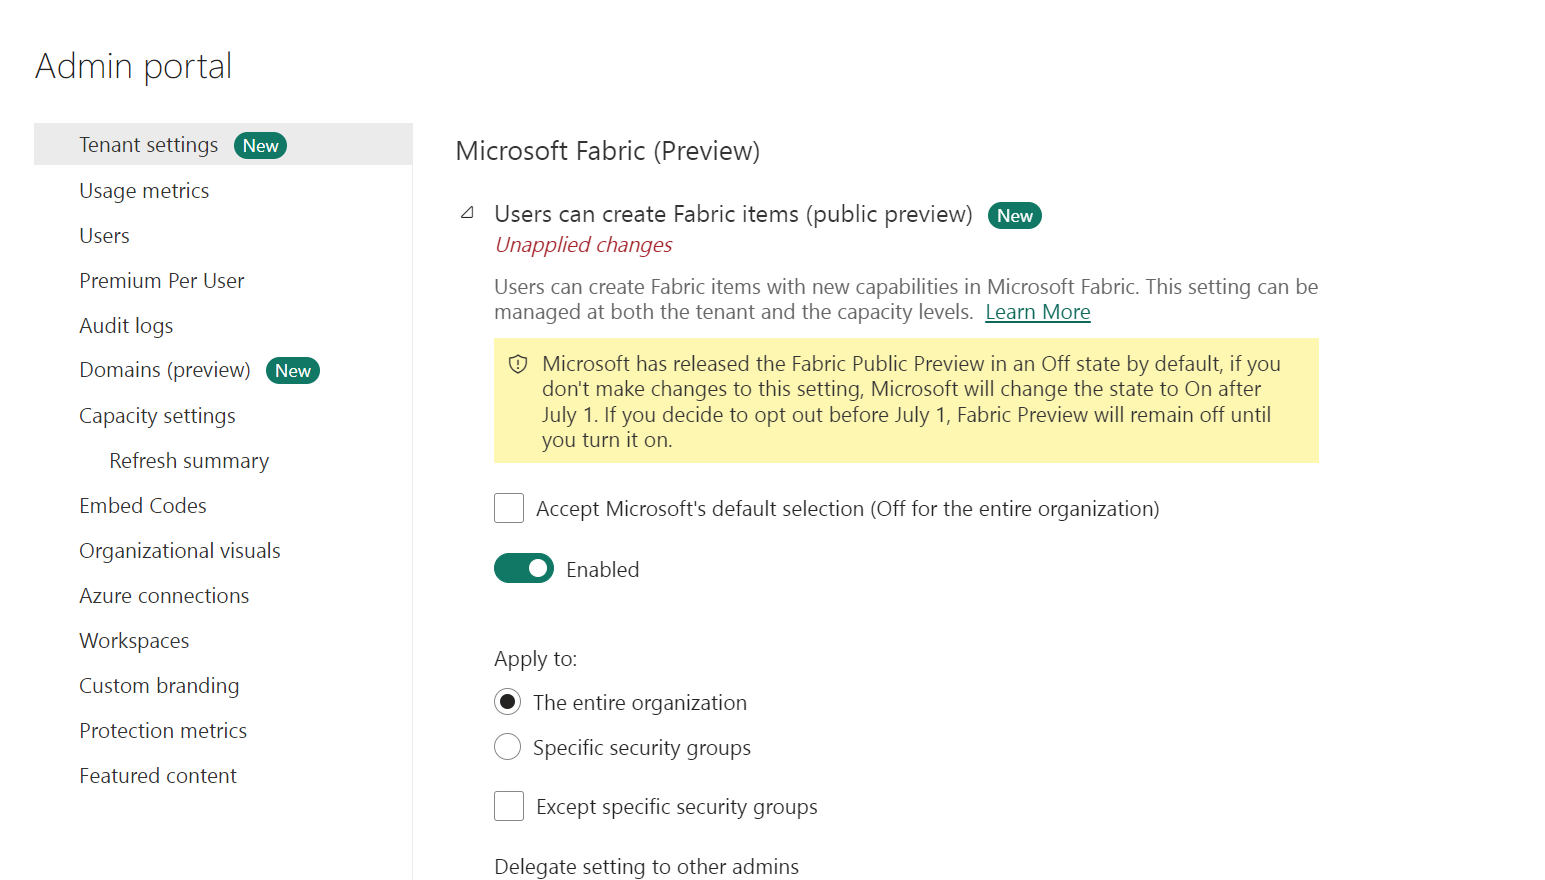 Admin portal
Tenant settings New
Usage metrics
Users
Premium Per User
Audit logs
Domains (preview) New
Capacity settings
Refresh summary
Embed Codes
Organizational visuals
Azure connections
Workspaces
Custom branding
Protection metrics
Featured content
Microsoft Fabric (Preview)
Users can create Fabric items (public preview) New
Unapplied changes
Users can create Fabric items with new capabilities in Microsoft Fabric. This setting can be
managed at both the tenant and the capacity levels. Learn More
Microsoft has released the Fabric Public Preview in an Off state by default, if you
don't make changes to this setting, Microsoft will change the state to On after
July 1. If you decide to opt out before July 1, Fabric Preview will remain off until
you turn it on.
Accept Microsoft's default selection (Off for the entire organization)
Enabled
Apply to:
The entire organization
Specific security groups
Except specific security groups
Delegate setting to other admins